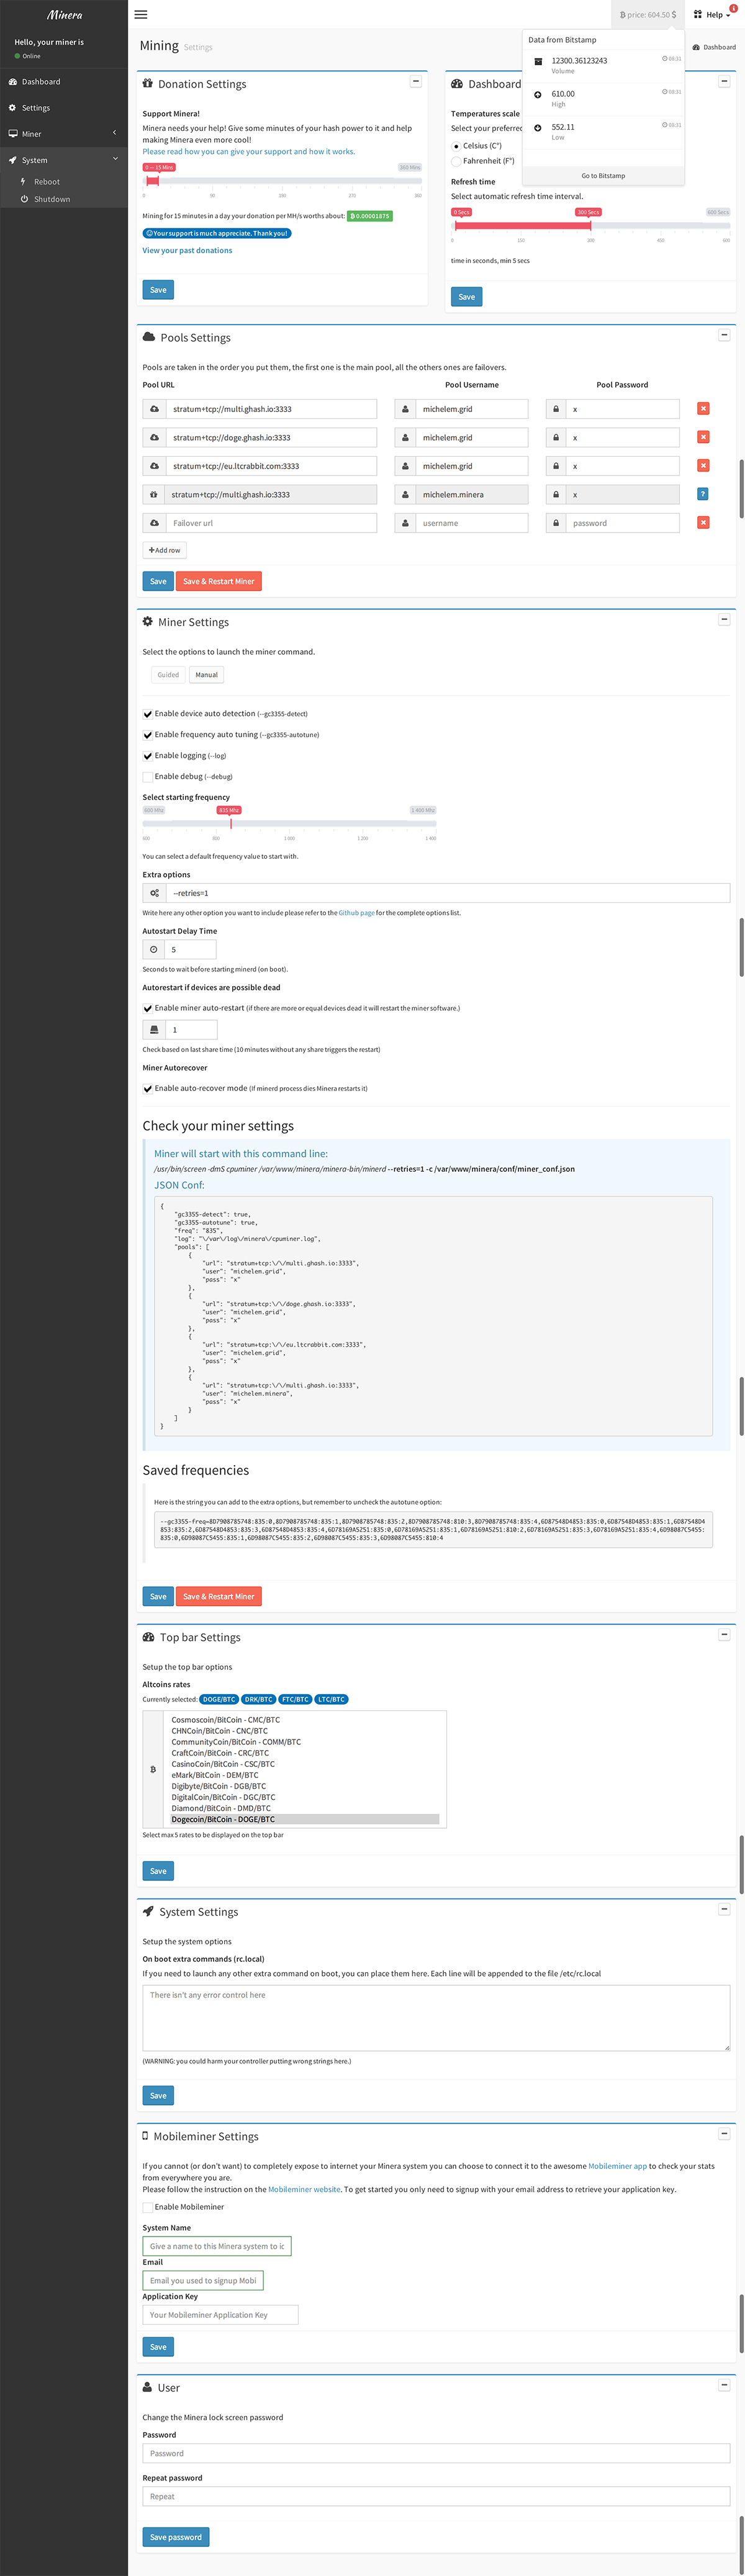 Minera
Hello, your miner is
Online
Dashboard
Settings
Miner
System
Reboot
Shutdown
price: 604.50 $
Help
1
Mining Settings
Dashboard
Data from Bitstamp
12300.36123243
08:31
Volume
610.00
08:31
High
552.11
08:31
Low
Go to Bitstamp
Donation Settings
Support Minera!
Minera needs your help! Give some minutes of your hash power to it and help
making Minera even more cool!
Please read how you can give your support and how it works.
0 — 15 Mins
360 Mins
0 90 180 270 360
Mining for 15 minutes in a day your donation per MH/s worths about: 0.00001875
Your support is much appreciate. Thank you!
View your past donations
Save
Dashboard
Temperatures scale
Select your preferred
Celsius (C°)
Fahrenheit (F°)
Refresh time
Select automatic refresh time interval.
0 Secs 300 Secs 600 Secs
0 150 300 450 600
time in seconds, min 5 secs
Save
Pools Settings
Pools are taken in the order you put them, the first one is the main pool, all the others ones are failovers.
Pool URL Pool Username Pool Password
stratum+tcp://multi.ghash.io:3333 michelem.grid x
stratum+tcp://doge.ghash.io:3333 michelem.grid x
stratum+tcp://eu.ltcrabbit.com:3333 michelem.grid x
stratum+tcp://multi.ghash.io:3333 michelem.minera x ?
Failover url username password
+Add row
Save Save & Restart Miner
Miner Settings
Select the options to launch the miner command.
Guided Manual
Enable device auto detection (--gc3355-detect)
Enable frequency auto tuning (--gc3355-autotune)
Enable logging (--log)
Enable debug (--debug)
Select starting frequency
600 Mhz 835 Mhz 1 400 Mhz
600 800 1 000 1 200 1 400
You can select a default frequency value to start with.
Extra options
--retries=1
Write here any other option you want to include please refer to the Github page for the complete options list.
Autostart Delay Time
5
Seconds to wait before starting minerd (on boot).
Autorestart if devices are possible dead
Enable miner auto-restart (if there are more or equal devices dead it will restart the miner software.)
1
Check based on last share time (10 minutes without any share triggers the restart)
Miner Autorecover
Enable auto-recover mode (If minerd process dies Minera restarts it)
Check your miner settings
Miner will start with this command line:
/usr/bin/screen -dmS cpuminer /var/www/minera/minera-bin/minerd --retries=1 -c /var/www/minera/conf/miner_conf.json
JSON Conf:
{
"gc3355-detect": true,
"gc3355-autotune": true,
"freq": "835",
"log": "\/var\/log\/minera\/cpuminer.log",
"pools": [
{
"url": "stratum+tcp:\/\/multi.ghash.io:3333",
"user": "michelem.grid",
"pass": "x"
},
{
"url": "stratum+tcp:\/\/doge.ghash.io:3333",
"user": "michelem.grid",
"pass": "x"
},
{
"url": "stratum+tcp:\/\/eu.ltcrabbit.com:3333",
"user": "michelem.grid",
"pass": "x"
},
{
"url": "stratum+tcp:\/\/multi.ghash.io:3333",
"user": "michelem.minera",
"pass": "x"
}
]
}
Saved frequencies
Here is the string you can add to the extra options, but remember to uncheck the autotune option:
--gc3355-freq=8D7908785748:835:0,8D7908785748:835:1,8D7908785748:835:2,8D7908785748:810:3,8D7908785748:835:4,6D87548D4853:835:0,6D87548D4853:835:1,6D87548D4
853:835:2,6D87548D4853:835:3,6D87548D4853:835:4,6D78169A5251:835:0,6D78169A5251:835:1,6D78169A5251:810:2,6D78169A5251:835:3,6D78169A5251:835:4,6D98087C5455:
835:0,6D98087C5455:835:1,6D98087C5455:835:2,6D98087C5455:835:3,6D98087C5455:810:4
Save Save & Restart Miner
Top bar Settings
Setup the top bar options
Altcoins rates
Currently selected: DOGE/BTC DRK/BTC FTC/BTC LTC/BTC
Cosmoscoin/BitCoin - CMC/BTC
CHNCoin/BitCoin - CNC/BTC
CommunityCoin/BitCoin - COMM/BTC
CraftCoin/BitCoin - CRC/BTC
CasinoCoin/BitCoin - CSC/BTC
eMark/BitCoin - DEM/BTC
Digibyte/BitCoin - DGB/BTC
DigitalCoin/BitCoin - DGC/BTC
Diamond/BitCoin - DMD/BTC
Dogecoin/BitCoin - DOGE/BTC
Select max 5 rates to be displayed on the top bar
Save
System Settings
Setup the system options
On boot extra commands (rc.local)
If you need to launch any other extra command on boot, you can place them here. Each line will be appended to the file /etc/rc.local
There isn't any error control here
(WARNING: you could harm your controller putting wrong strings here.)
Save
Mobileminer Settings
If you cannot (or don't want) to completely expose to internet your Minera system you can choose to connect it to the awesome Mobileminer app to check your stats
from everywhere you are.
Please follow the instruction on the Mobileminer website. To get started you only need to signup with your email address to retrieve your application key.
Enable Mobileminer
System Name
Give a name to this Minera system to ic
Email
Email you used to signup Mobi
Application Key
Your Mobileminer Application Key
Save
User
Change the Minera lock screen password
Password
Password
Repeat password
Repeat
Save password